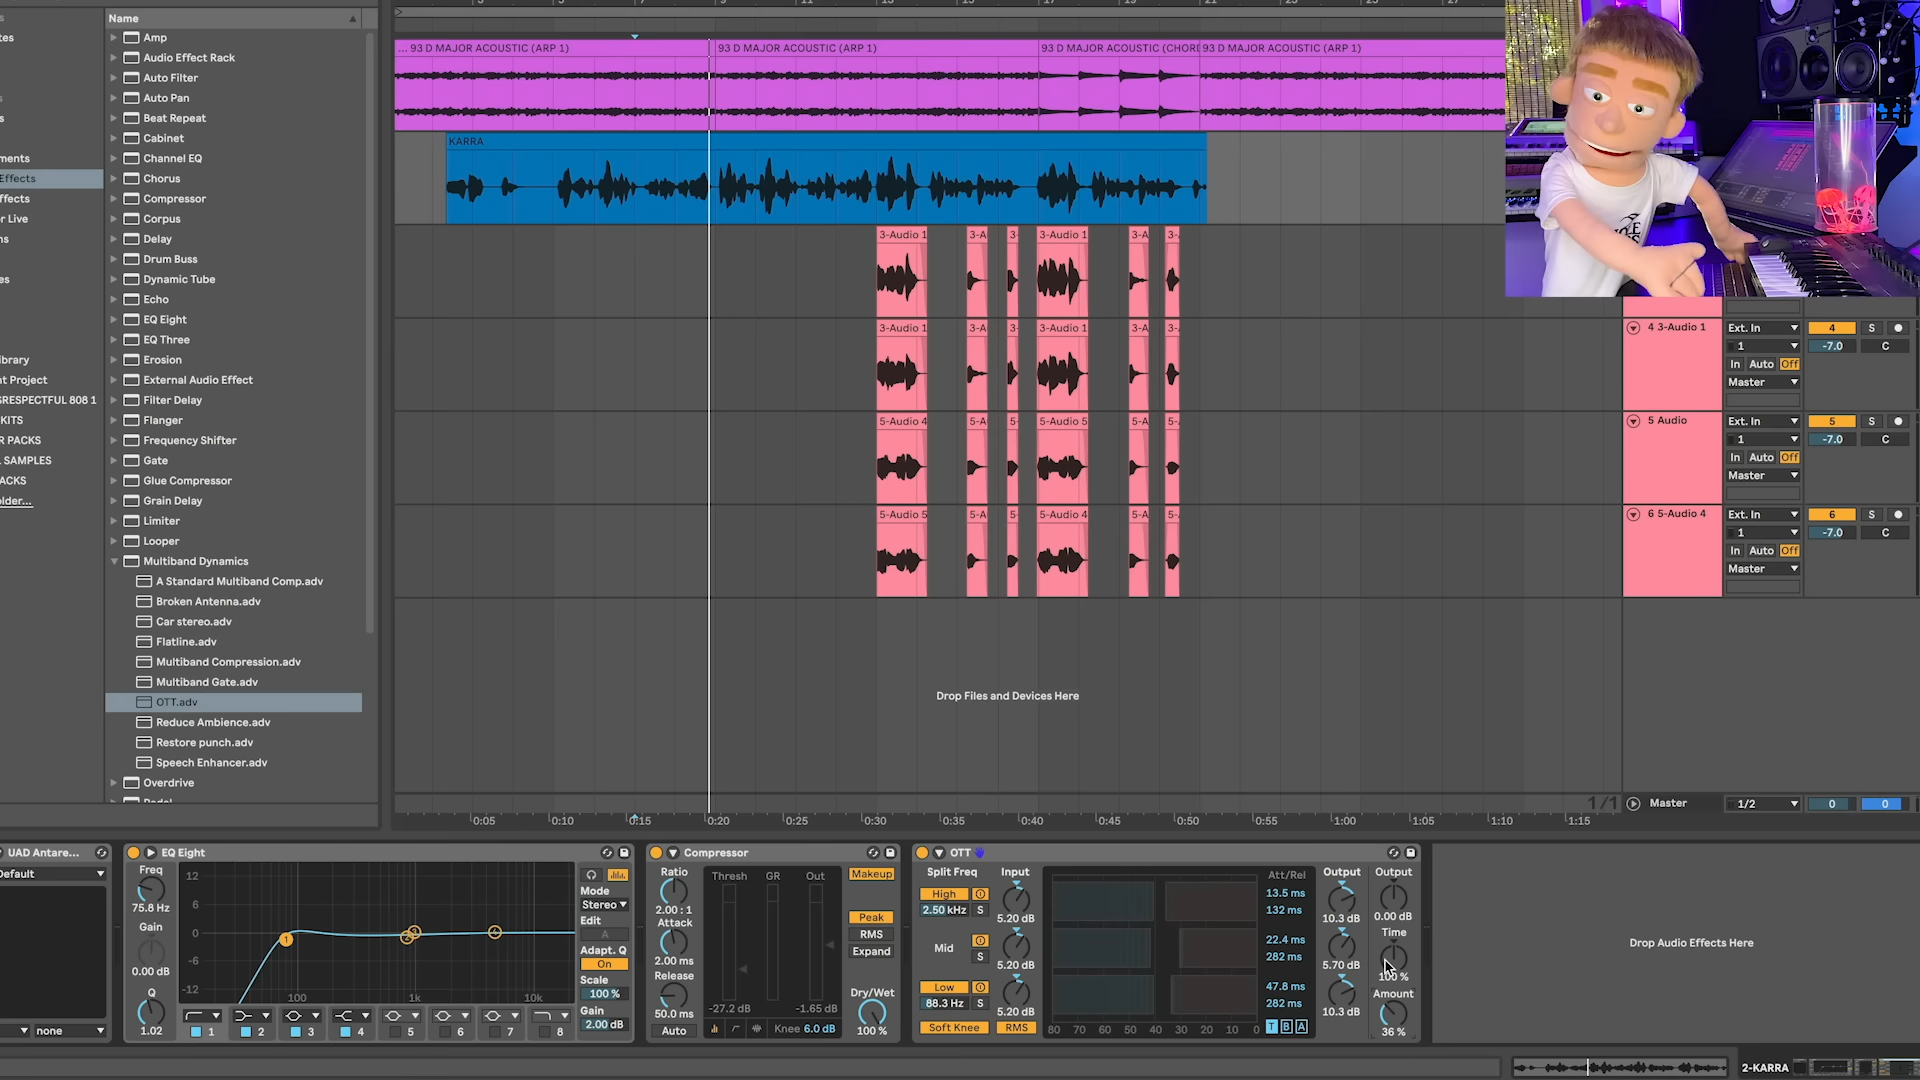 Name
Amp
Audio Effect Rack
Auto Filter
Auto Pan
Beat Repeat
Cabinet
Channel EQ
Chorus
Compressor
Corpus
Delay
Drum Buss
Dynamic Tube
Echo
EQ Eight
EQ Three
Erosion
External Audio Effect
Filter Delay
Flanger
Frequency Shifter
Gate
Glue Compressor
Grain Delay
Limiter
Looper
Multiband Dynamics
A Standard Multiband Comp.adv
Broken Antenna.adv
Car stereo.adv
Flatline.adv
Multiband Compression.adv
Multiband Gate.adv
OTT.adv
Reduce Ambience.adv
Restore punch.adv
Speech Enhancer.adv
Overdrive
Effects
r Live
SRESPECTFUL 808 1
KITS
R PACKS
SAMPLES
ACKS
older...
... 93 D MAJOR ACOUSTIC (ARP 1)
93 D MAJOR ACOUSTIC (ARP 1)
93 D MAJOR ACOUSTIC (CHOR
93 D MAJOR ACOUSTIC (ARP 1)
KARRA
3-Audio 1 3-A 3- 3-Audio 1 3-A 3-
3-Audio 1 3-A 3- 3-Audio 1 3-A 3-
5-Audio 4 5-A 5- 5-Audio 5 5-A 5-
5-Audio 5 5-A 5- 5-Audio 4 5-A 5-
4 3-Audio 1 Ext. In 4 S
1 -7.0 C
In Auto Off
Master
5 Audio Ext. In 5 S
1 -7.0 C
In Auto Off
Master
6 5-Audio 4 Ext. In 6 S
1 -7.0 C
In Auto Off
Master
Drop Files and Devices Here
1/1 Master 1/2 0 0
0:05 0:10 0:15 0:20 0:25 0:30 0:35 0:40 0:45 0:50 0:55 1:00 1:05 1:10 1:15
UAD Antare...
Default
none
EQ Eight
Freq
75.8 Hz
Gain
0.00 dB
Q
1.02
12
6
0
-6
-12
100 1k 10k
1 2 3 4 5 6 7 8
Mode
Stereo
Edit
A
Adapt. Q
On
Scale
100 %
Gain
2.00 dB
Compressor
Ratio
2.00 : 1
Attack
2.00 ms
Release
50.0 ms
Auto
Thresh GR Out
-27.2 dB -1.65 dB
Knee 6.0 dB
Makeup
Peak
RMS
Expand
Dry/Wet
100 %
OTT
Split Freq Input
High
2.50 kHz S 5.20 dB
Mid
S 5.20 dB
Low
88.3 Hz S 5.20 dB
Soft Knee RMS
80 70 60 50 40 30 20 10 0
Att/Rel
13.5 ms
132 ms
22.4 ms
282 ms
47.8 ms
282 ms
T B A
Output
10.3 dB
5.70 dB
10.3 dB
Output
0.00 dB
Time
100 %
Amount
36 %
Drop Audio Effects Here
2-KARRA